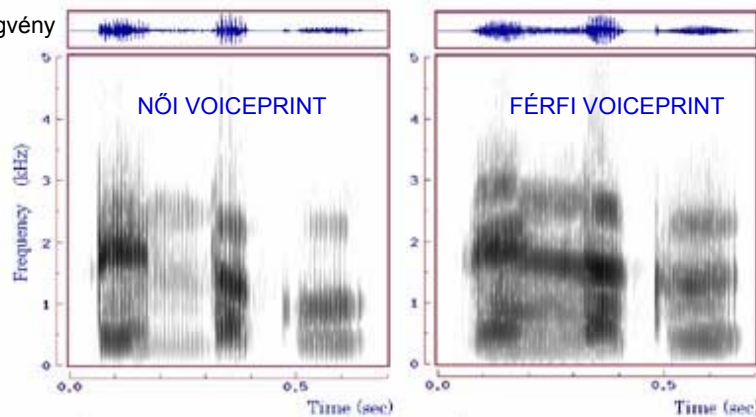 gvény
NŐI VOICEPRINT
FÉRFI VOICEPRINT
Frequency (kHz)
5
4
3
2
1
0
5
4
3
2
1
0
0.0
0.5
Time (sec)
0.0
0.5
Time (sec)